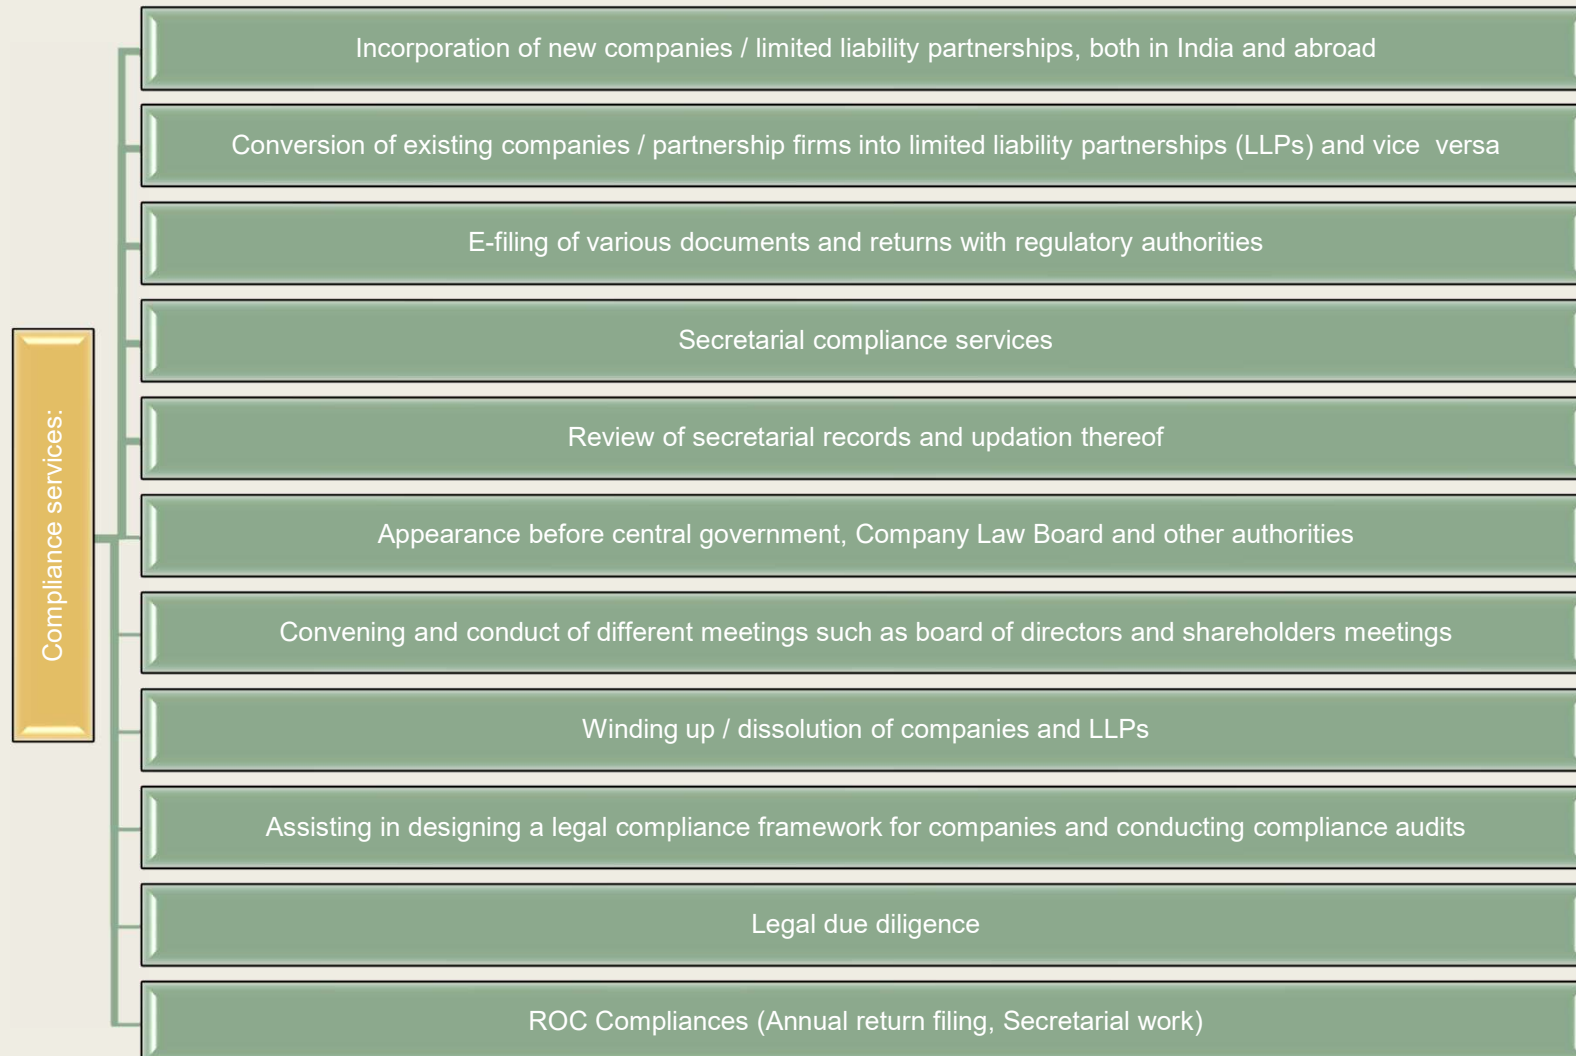 Compliance services:
Incorporation of new companies / limited liability partnerships, both in India and abroad
Conversion of existing companies / partnership firms into limited liability partnerships (LLPs) and vice  versa
E-filing of various documents and returns with regulatory authorities
Secretarial compliance services
Review of secretarial records and updation thereof
Appearance before central government, Company Law Board and other authorities
Convening and conduct of different meetings such as board of directors and shareholders meetings
Winding up / dissolution of companies and LLPs
Assisting in designing a legal compliance framework for companies and conducting compliance audits
Legal due diligence
ROC Compliances (Annual return filing, Secretarial work)